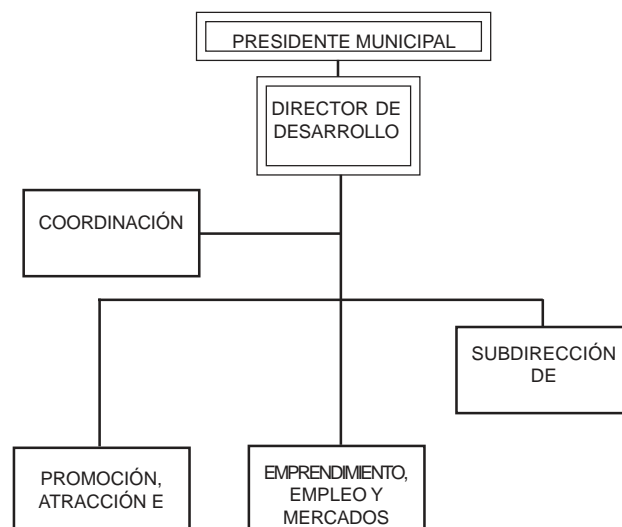 PRESIDENTE MUNICIPAL
DIRECTOR DE
DESARROLLO
COORDINACIÓN
SUBDIRECCIÓN
DE
PROMOCIÓN,
ATRACCIÓN E
EMPRENDIMIENTO,
EMPLEO Y
MERCADOS